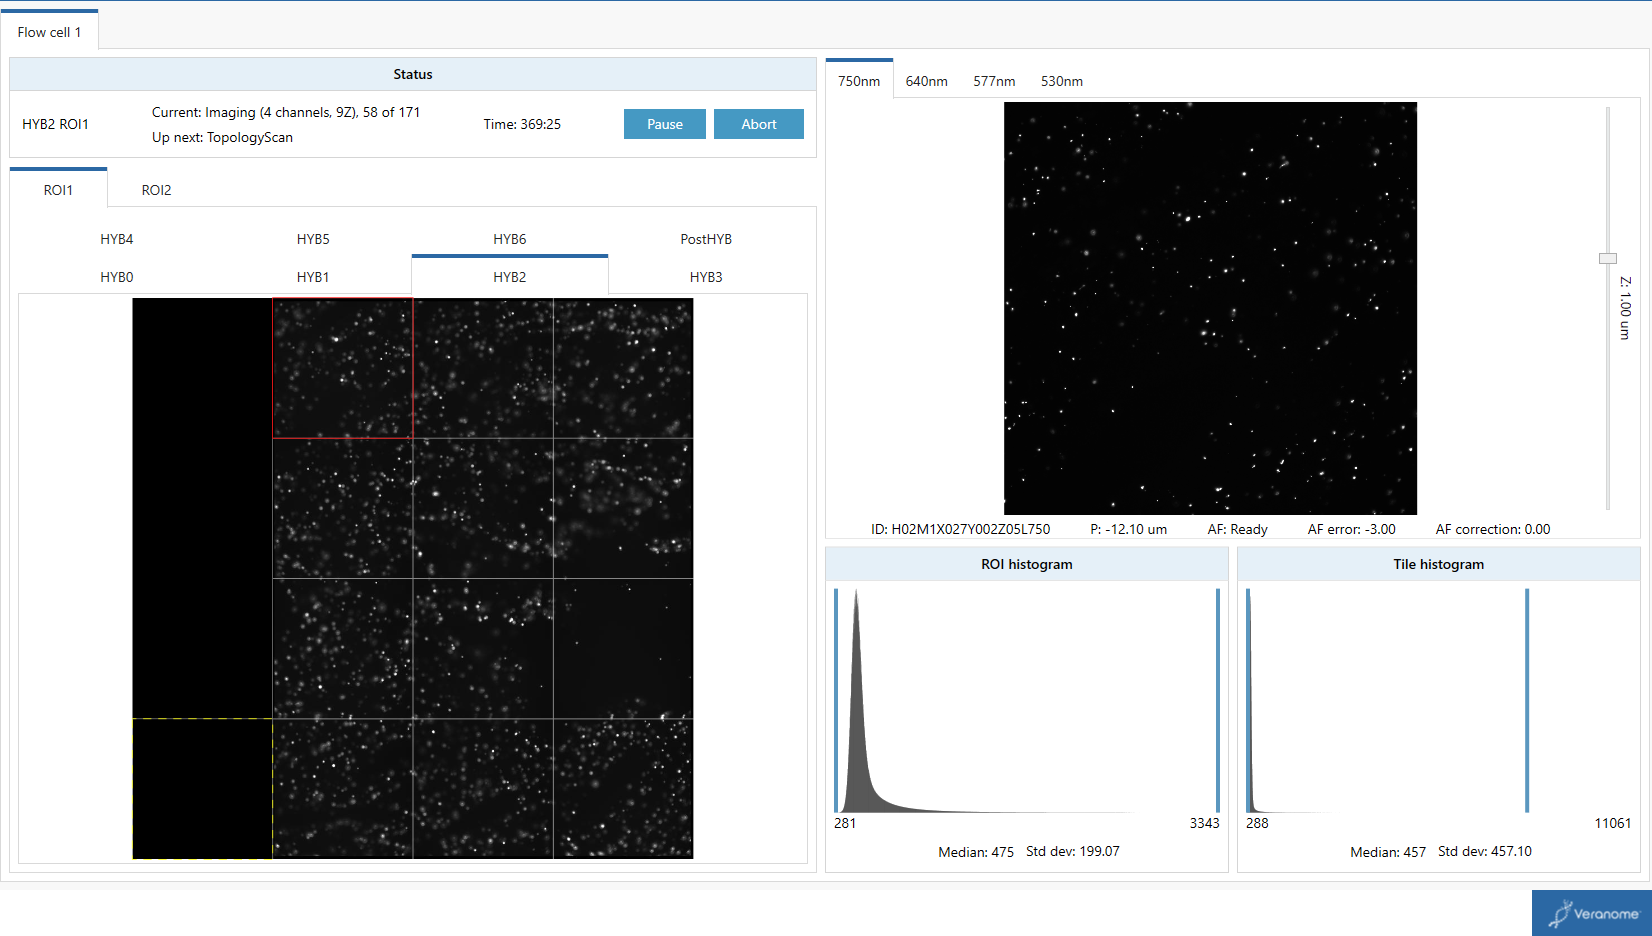 Flow cell 1
Status
HYB2 ROI1
Current: Imaging (4 channels, 9Z), 58 of 171
Up next: TopologyScan
Time: 369:25
Pause
Abort
ROI1
ROI2
HYB4
HYB5
HYB6
PostHYB
HYB0
HYB1
HYB2
HYB3
750nm
640nm
577nm
530nm
Z: 1.00 um
ID: H02M1X027Y002Z05L750
P: -12.10 um
AF: Ready
AF error: -3.00
AF correction: 0.00
ROI histogram
281
3343
Median: 475
Std dev: 199.07
Tile histogram
288
11061
Median: 457
Std dev: 457.10
Veranome